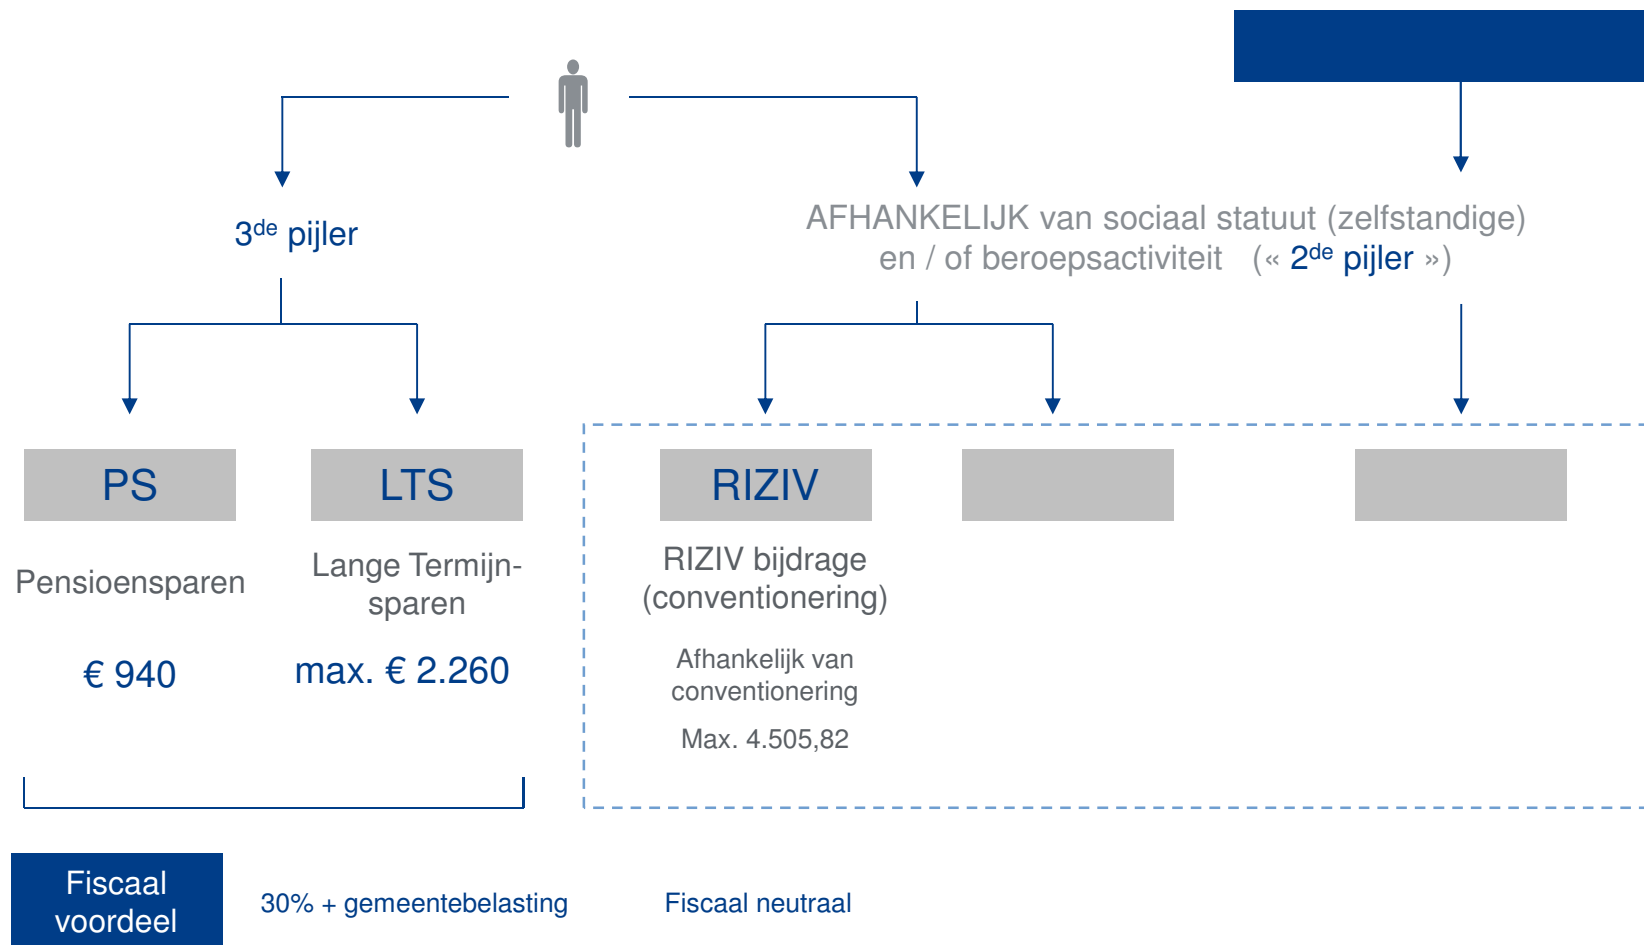 3de pijler
AFHANKELIJK van sociaal statuut (zelfstandige)
en / of beroepsactiviteit (« 2de pijler »)
PS
LTS
RIZIV
Pensioensparen
Lange Termijn-
sparen
RIZIV bijdrage
(conventionering)
€ 940
max. € 2.260
Afhankelijk van
conventionering
Max. 4.505,82
Fiscaal
voordeel
30% + gemeentebelasting
Fiscaal neutraal